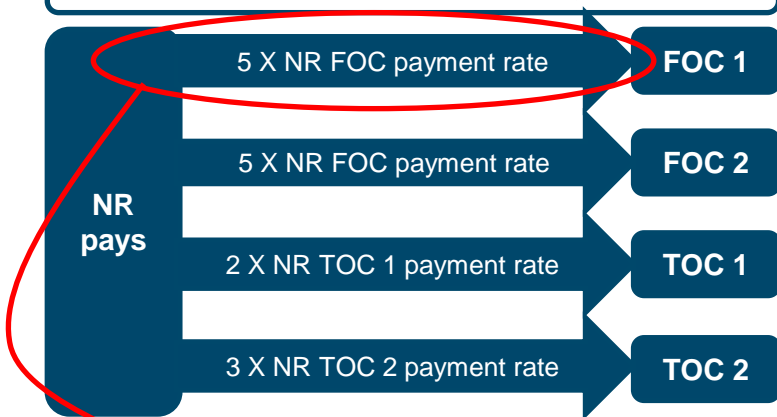 5 X NR FOC payment rate
FOC 1
5 X NR FOC payment rate
FOC 2
NR
pays
2 X NR TOC 1 payment rate
TOC 1
3 X NR TOC 2 payment rate
TOC 2